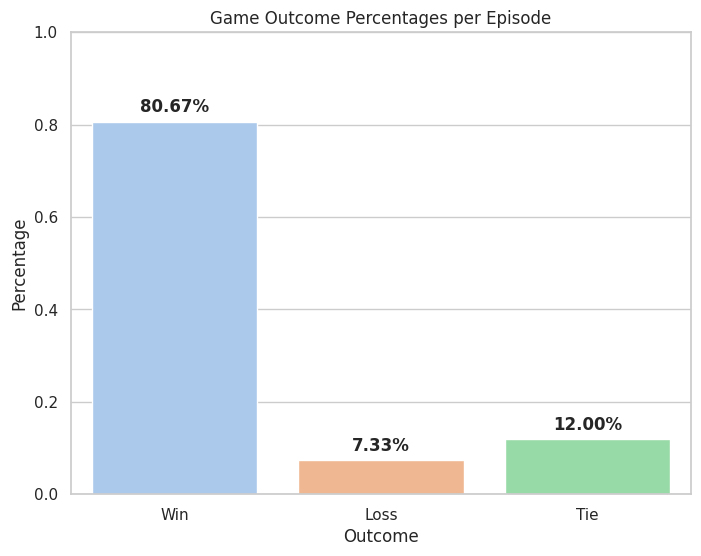 Game Outcome Percentages per Episode
1.0
0.8
0.6
0.4
0.2
0.0
Percentage
80.67%
7.33%
12.00%
Win
Loss
Tie
Outcome